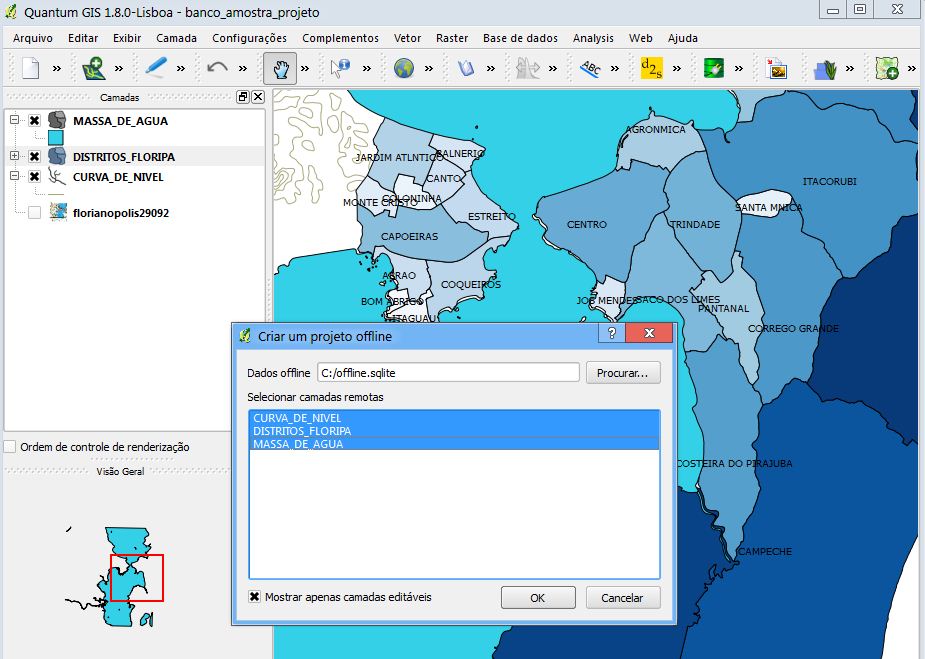 Quantum GIS 1.8.0-Lisboa - banco_amostra_projeto
Arquivo Editar Exibir Camada Configurações Complementos Vetor Raster Base de dados Analysis Web Ajuda
» » » » » » » » » » ABC » d2s » » » »
Camadas
MASSA_DE_AGUA
DISTRITOS_FLORIPA
CURVA_DE_NIVEL
florianopolis29092
Ordem de controle de renderização
Visão Geral
AGRONMICA
BALNERIO
JARDIM ATLNTICO
CANTO
ITACORUBI
COLONINHA
MONTE CRISTO
SANTA MNICA
ESTREITO
CENTRO
TRINDADE
CAPOEIRAS
ABRAO
COQUEIROS
BOM ABRIGO
JOS MENDES
SACO DOS LIMES
PANTANAL
ITAGUAU
CORREGO GRANDE
COSTEIRA DO PIRAJUBA
CAMPECHE
Criar um projeto offline
?
Dados offline C:/offline.sqlite Procurar...
Selecionar camadas remotas
CURVA_DE_NIVEL
DISTRITOS_FLORIPA
MASSA_DE_AGUA
Mostrar apenas camadas editáveis
OK Cancelar